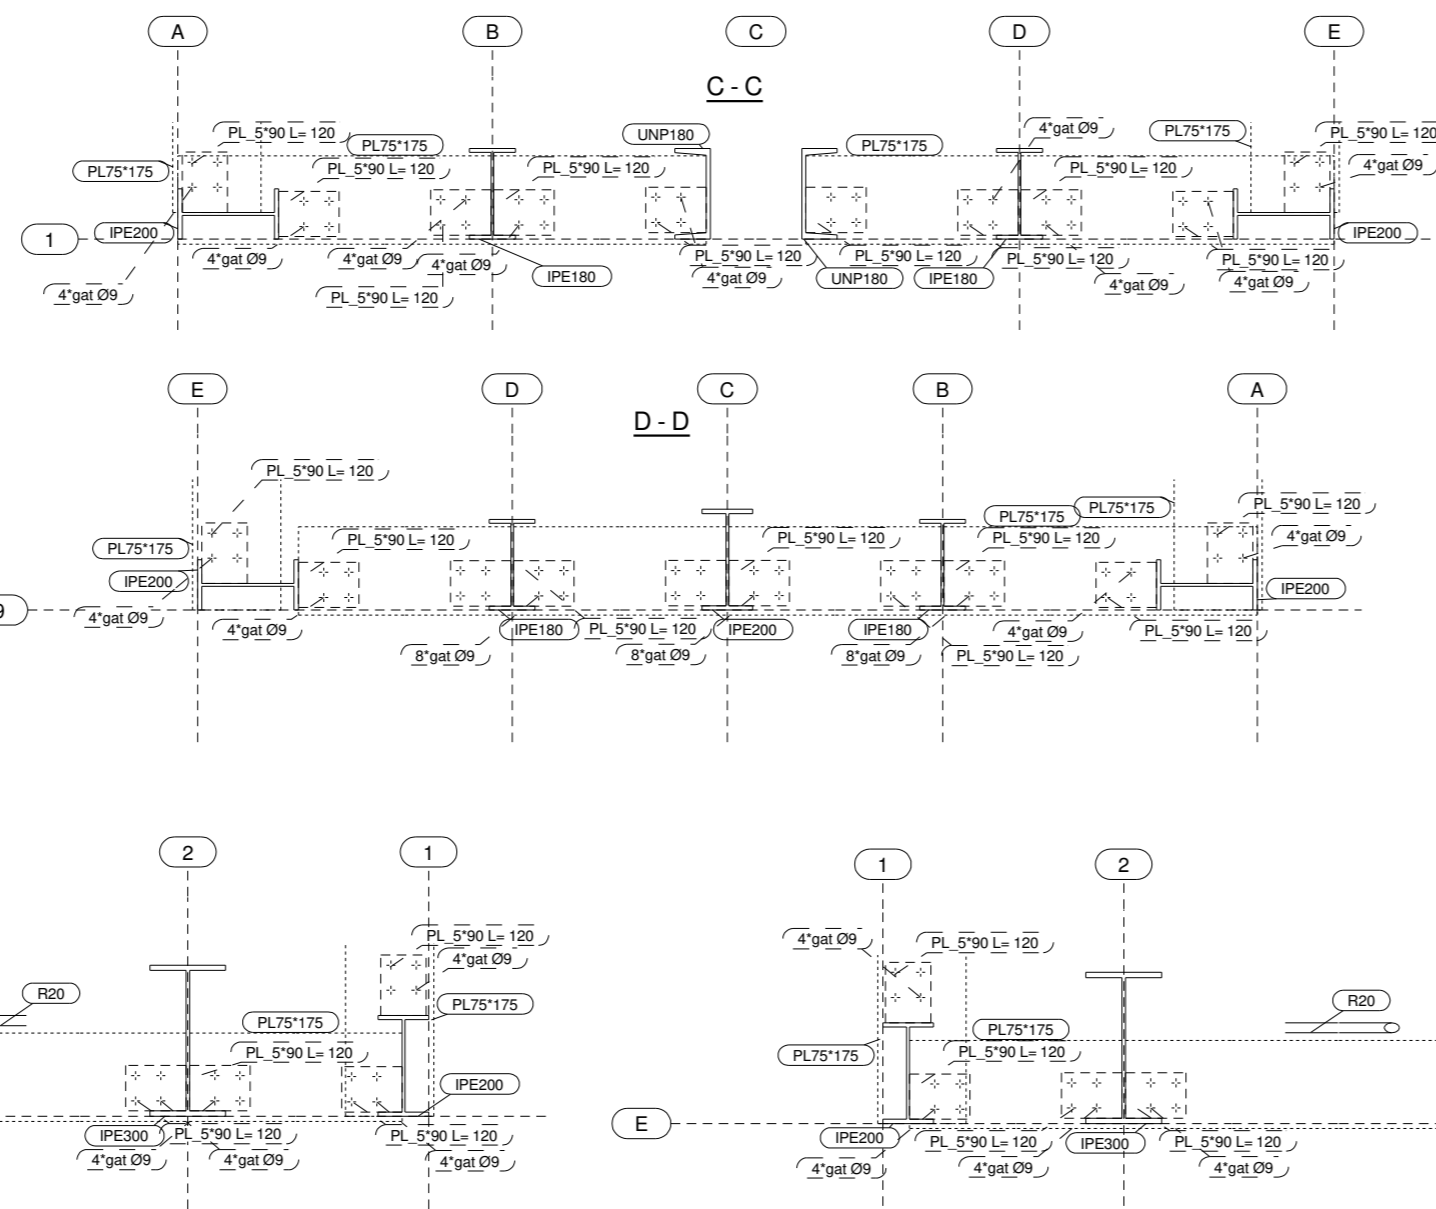 A B C D E
C - C
PL_5*90 L= 120
PL75*175
UNP180
4*gat Ø9
PL75*175
PL75*175
PL_5*90 L= 120
PL75*175
PL_5*90 L= 120
PL_5*90 L= 120
PL_5*90 L= 120
4*gat Ø9
1
IPE200
IPE200
4*gat Ø9
4*gat Ø9
4*gat Ø9
IPE180
PL_5*90 L= 120
4*gat Ø9
PL_5*90 L= 120
UNP180
IPE180
PL_5*90 L= 120
4*gat Ø9
PL_5*90 L= 120
4*gat Ø9
4*gat Ø9
PL_5*90 L= 120
E D C B A
D - D
PL_5*90 L= 120
PL75*175
PL75*175
PL_5*90 L= 120
PL75*175
PL_5*90 L= 120
PL_5*90 L= 120
PL_5*90 L= 120
4*gat Ø9
IPE200
IPE200
9
4*gat Ø9
4*gat Ø9
IPE180
PL_5*90 L= 120
IPE200
IPE180
4*gat Ø9
PL_5*90 L= 120
8*gat Ø9
8*gat Ø9
8*gat Ø9
PL_5*90 L= 120
2 1
PL_5*90 L= 120
4*gat Ø9
R20
PL75*175
PL75*175
PL_5*90 L= 120
IPE200
IPE300
PL_5*90 L= 120
PL_5*90 L= 120
4*gat Ø9
4*gat Ø9
4*gat Ø9
1 2
4*gat Ø9
PL_5*90 L= 120
R20
PL75*175
PL75*175
PL_5*90 L= 120
E
IPE200
PL_5*90 L= 120
IPE300
PL_5*90 L= 120
4*gat Ø9
4*gat Ø9
4*gat Ø9